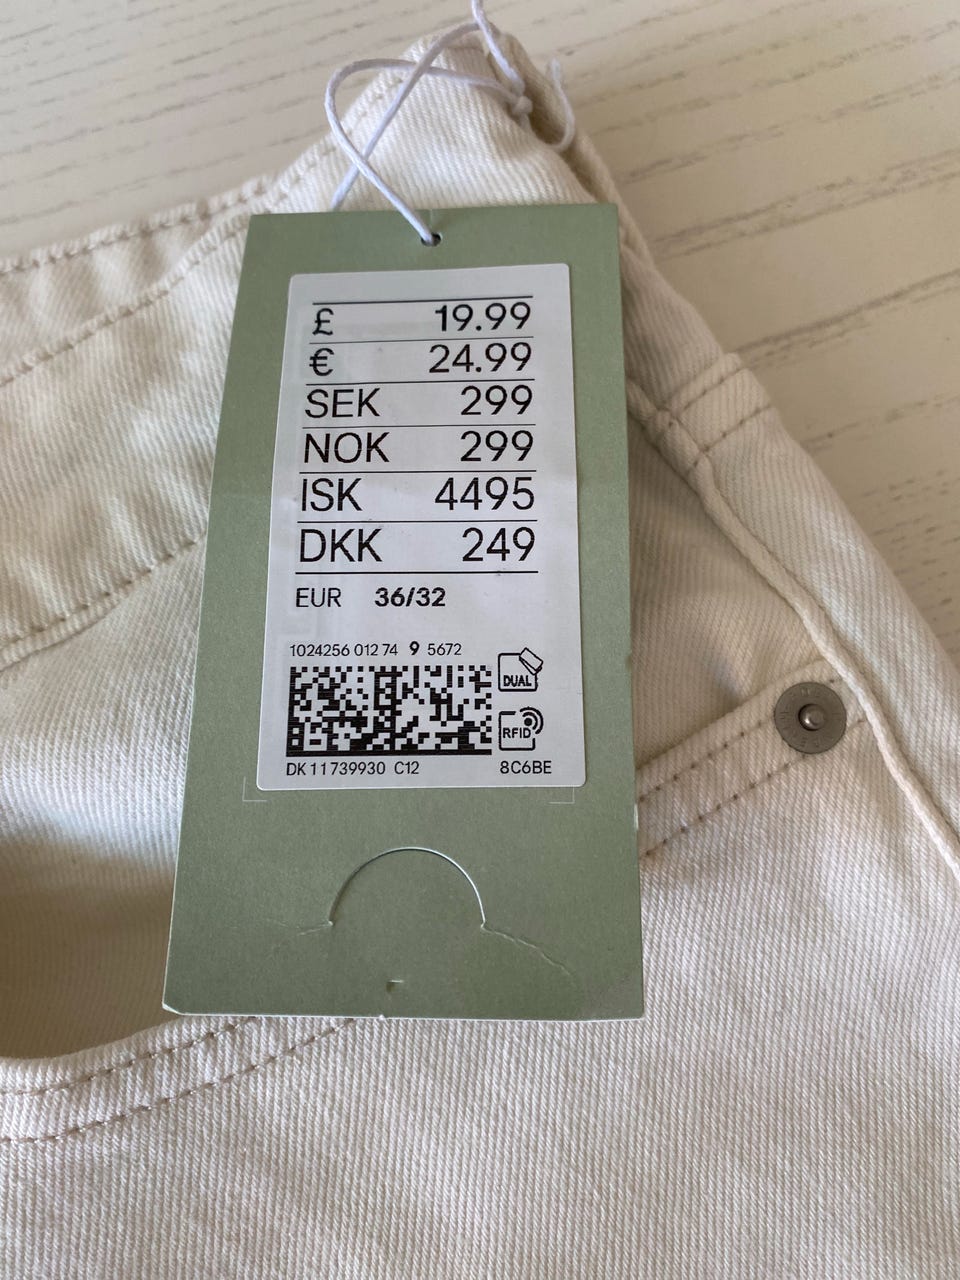 £ 19.99
€ 24.99
SEK 299
NOK 299
ISK 4495
DKK 249
EUR 36/32
1024256 012 74 9 5672
DUAL
RFID
DK 11739930 C12 8C6BE